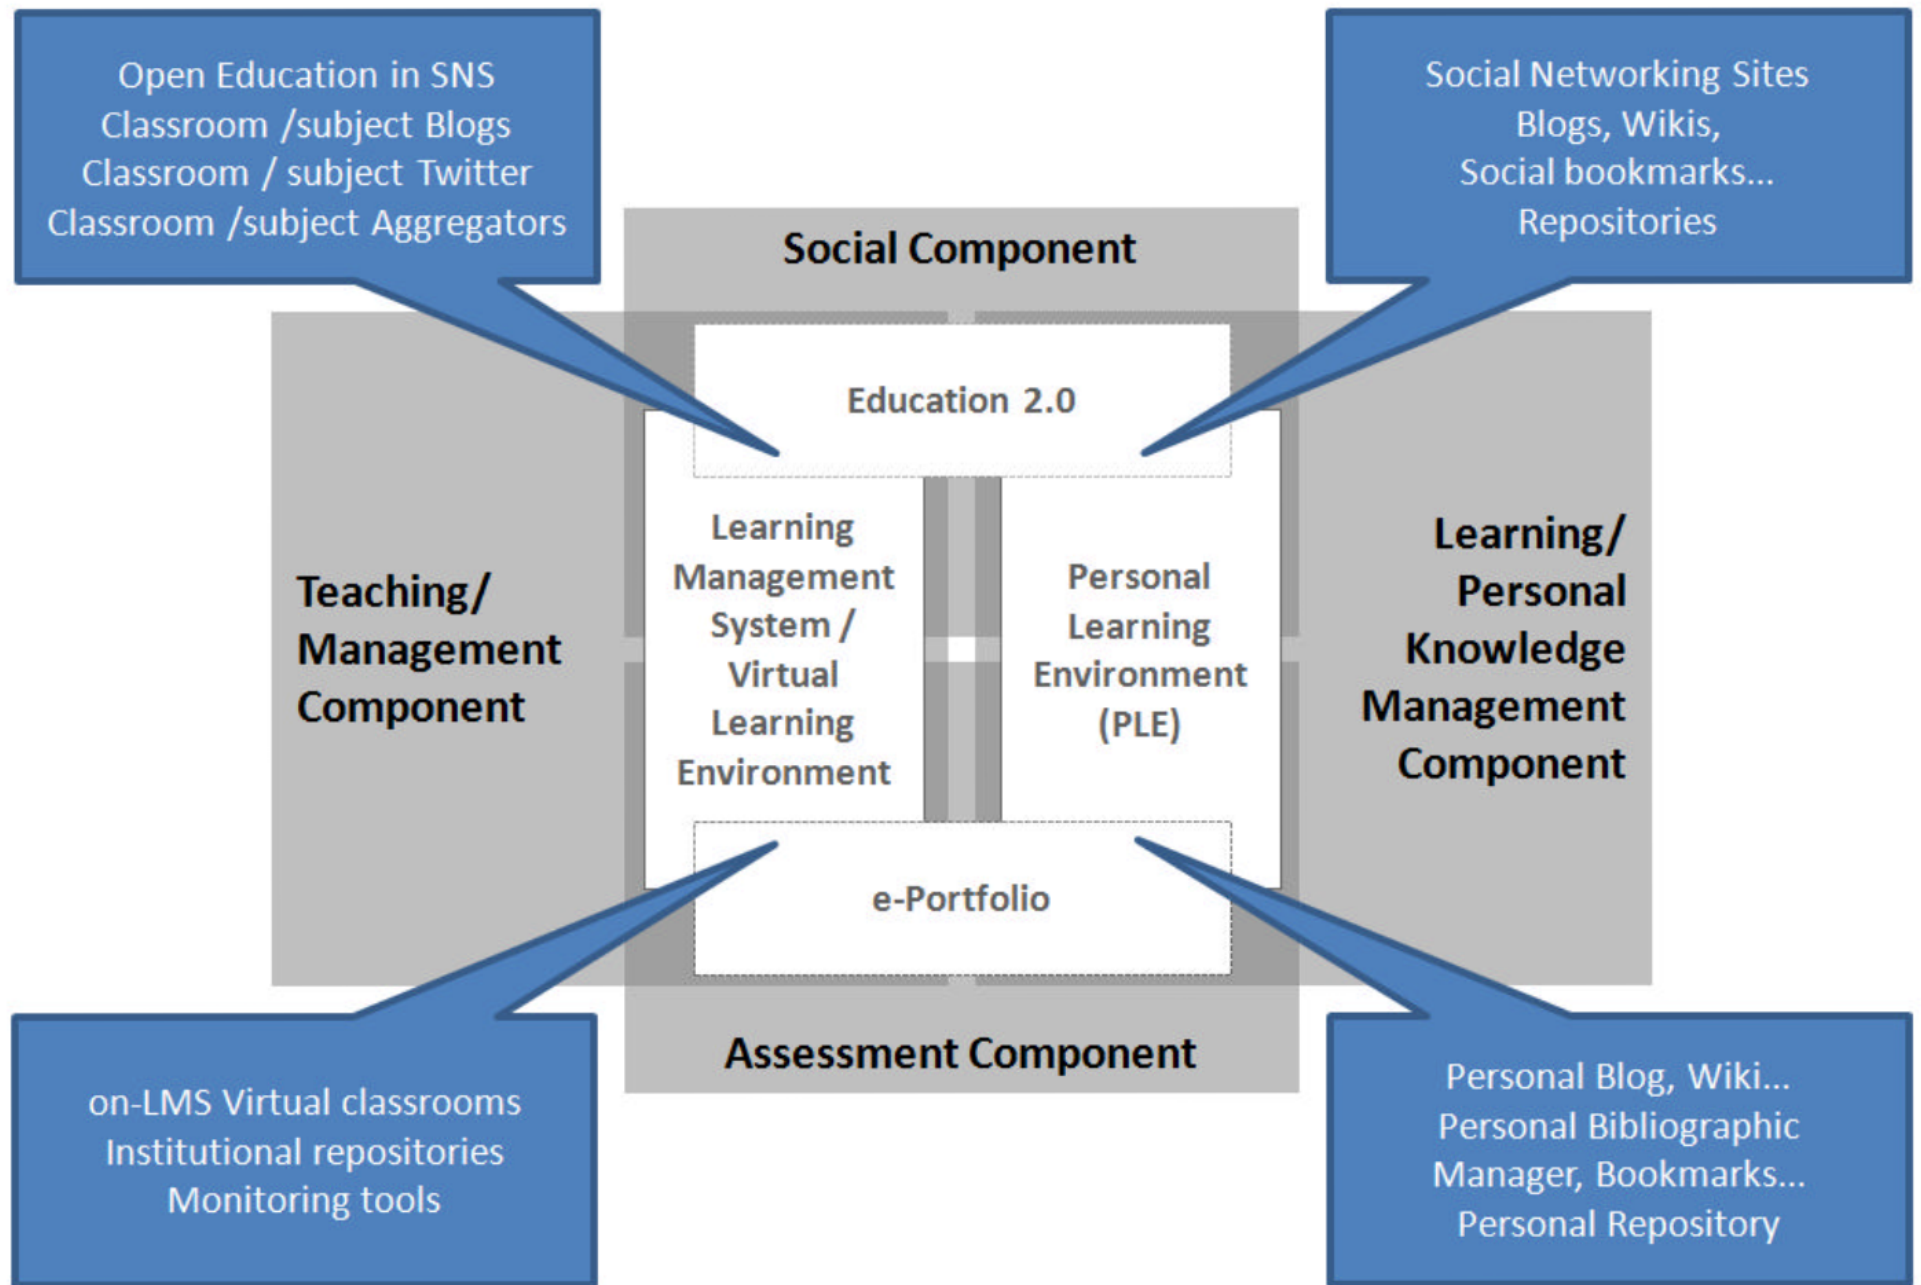 Open Education in SNS
Classroom /subject Blogs
Classroom / subject Twitter
Classroom /subject Aggregators
Social Networking Sites
Blogs, Wikis,
Social bookmarks...
Repositories
Social Component
Education 2.0
Teaching/
Management
Component
Learning
Management
System /
Virtual
Learning
Environment
Personal
Learning
Environment
(PLE)
Learning/
Personal
Knowledge
Management
Component
e-Portfolio
Assessment Component
on-LMS Virtual classrooms
Institutional repositories
Monitoring tools
Personal Blog, Wiki...
Personal Bibliographic
Manager, Bookmarks...
Personal Repository